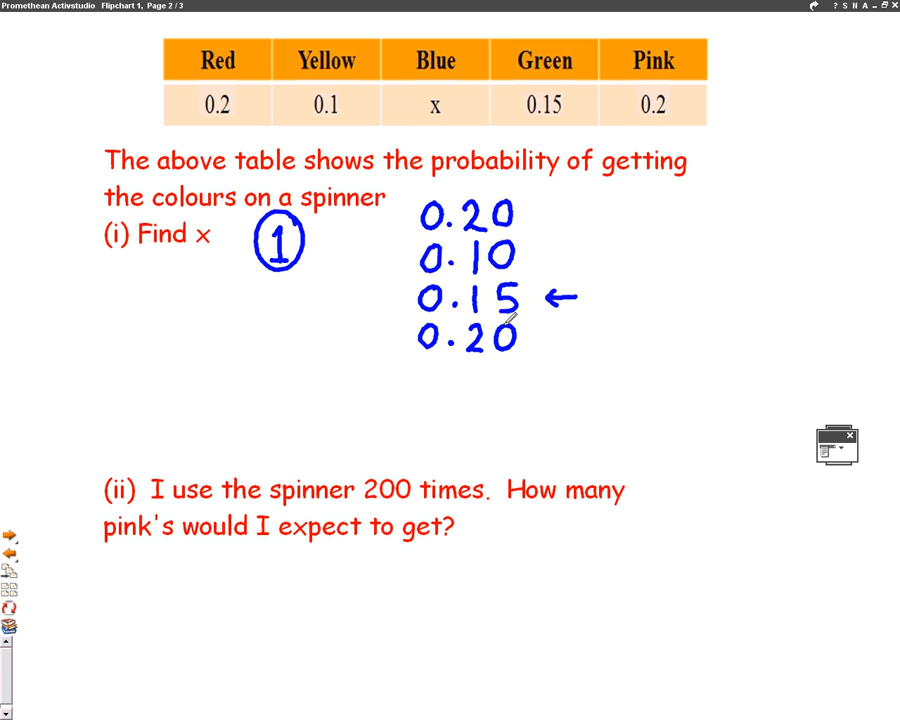 Promethean Activstudio Flipchart 1, Page 2 / 3 ? S N A
Red Yellow Blue Green Pink
0.2 0.1 x 0.15 0.2
The above table shows the probability of getting
the colours on a spinner
(i) Find x
1
0.20
0.10
0.15 ←
0.20
(ii) I use the spinner 200 times. How many
pink's would I expect to get?